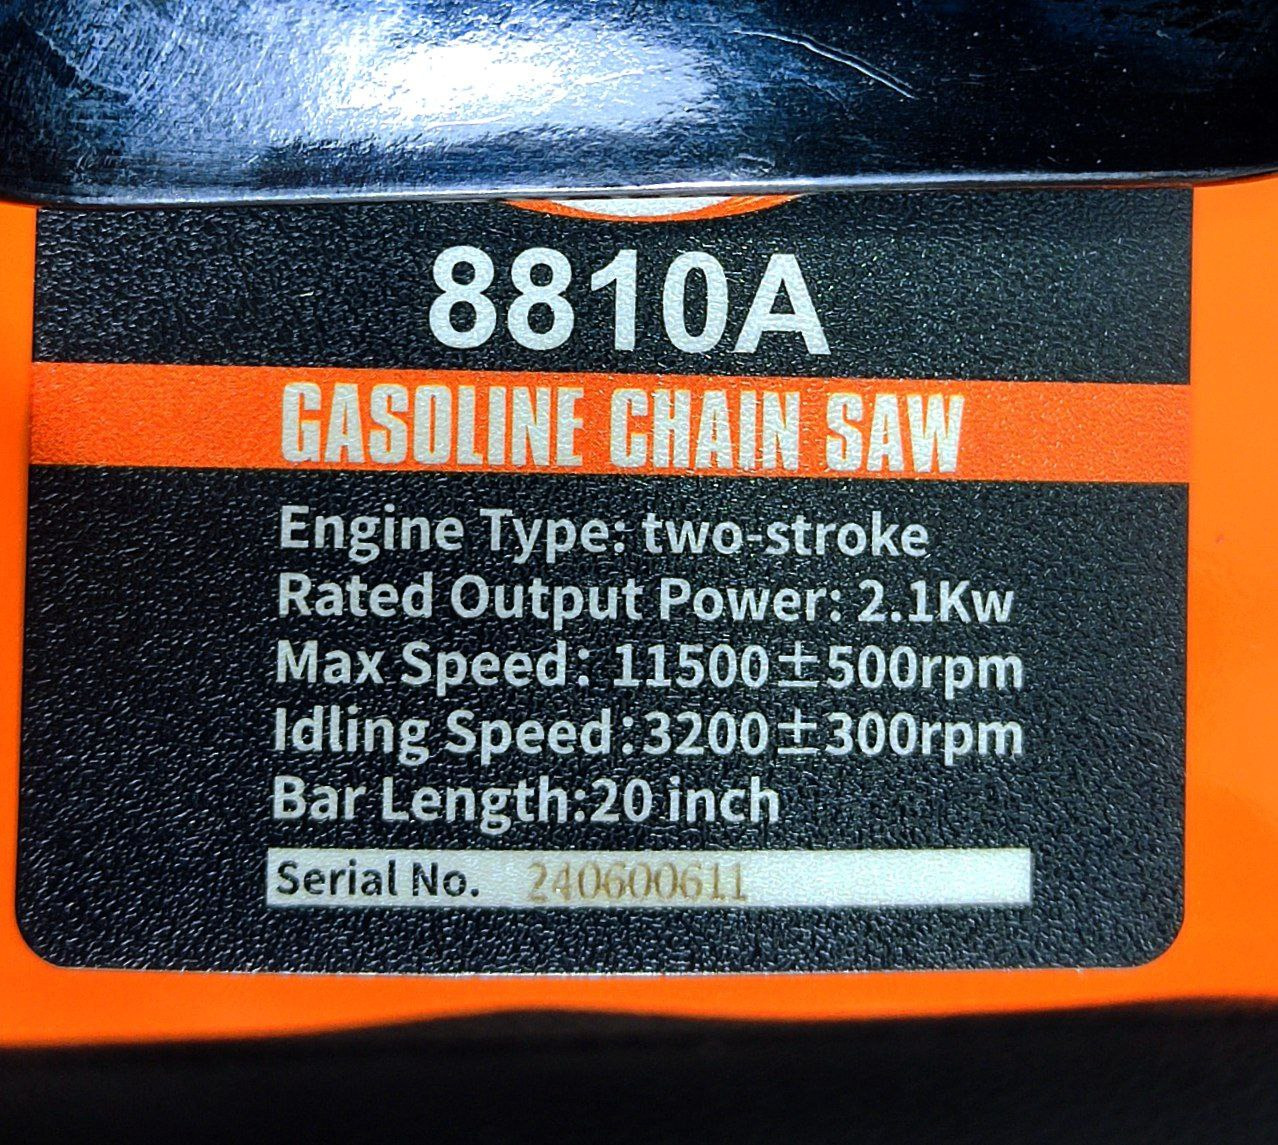 8810A
GASOLINE CHAIN SAW
Engine Type: two-stroke
Rated Output Power: 2.1Kw
Max Speed: 11500±500rpm
Idling Speed:3200±300rpm
Bar Length:20 inch
Serial No. 240600611